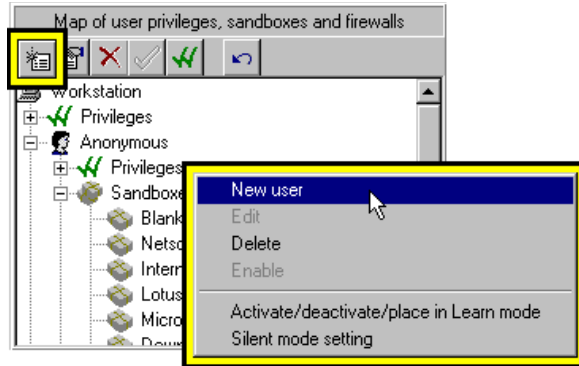 Map of user privileges, sandboxes and firewalls
Workstation
Privileges
Anonymous
Privileges
Sandboxe
Blank
Netsc
Intern
Lotus
Micro
New user
Edit
Delete
Enable
Activate/deactivate/place in Learn mode
Silent mode setting